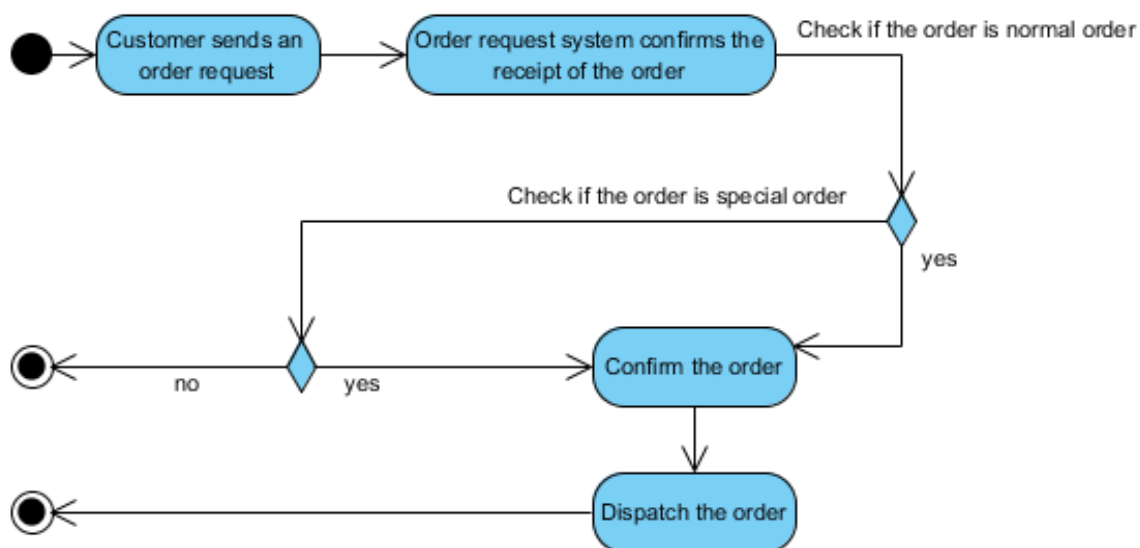 Customer sends an
order request
Order request system confirms the
receipt of the order
Check if the order is normal order
Check if the order is special order
yes
no
yes
Confirm the order
Dispatch the order